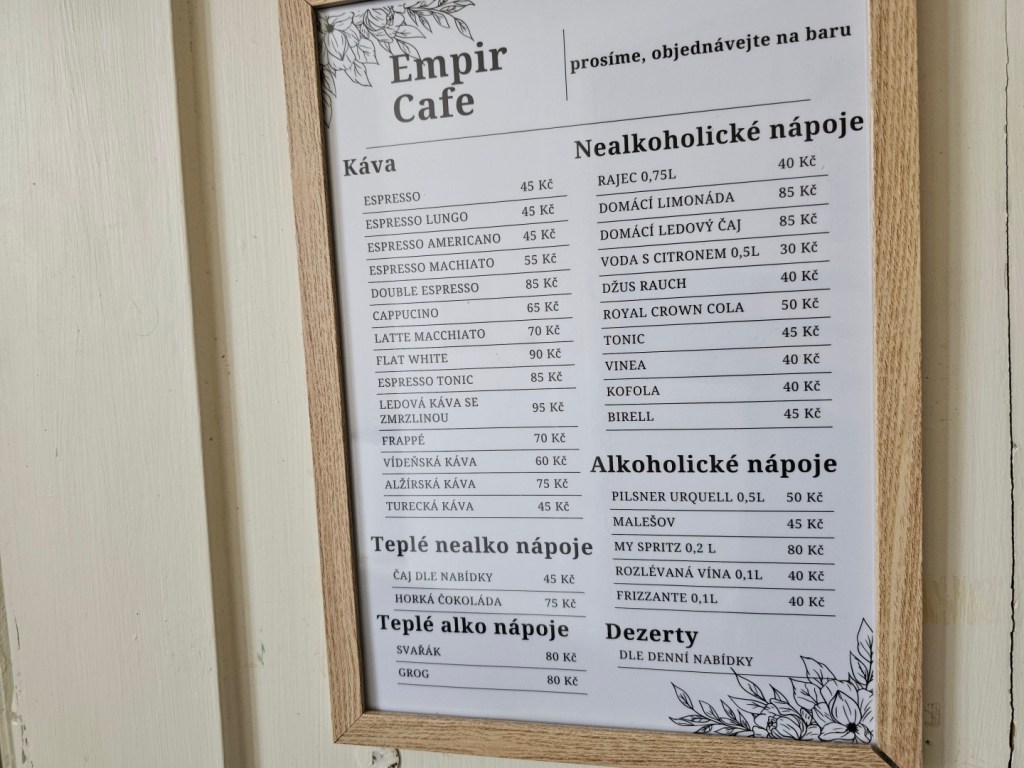 Empir
Cafe
prosíme, objednávejte na baru
Káva
ESPRESSO 45 Kč
ESPRESSO LUNGO 45 Kč
ESPRESSO AMERICANO 45 Kč
ESPRESSO MACHIATO 55 Kč
DOUBLE ESPRESSO 85 Kč
CAPPUCINO 65 Kč
LATTE MACCHIATO 70 Kč
FLAT WHITE 90 Kč
ESPRESSO TONIC 85 Kč
LEDOVÁ KÁVA SE
ZMRZLINOU 95 Kč
FRAPPÉ 70 Kč
VÍDEŇSKÁ KÁVA 60 Kč
ALŽÍRSKÁ KÁVA 75 Kč
TURECKÁ KÁVA 45 Kč
Teplé nealko nápoje
ČAJ DLE NABÍDKY 45 Kč
HORKÁ ČOKOLÁDA 75 Kč
Teplé alko nápoje
SVAŘÁK 80 Kč
GROG 80 Kč
Nealkoholické nápoje
RAJEC 0,75L 40 Kč
DOMÁCÍ LIMONÁDA 85 Kč
DOMÁCÍ LEDOVÝ ČAJ 85 Kč
VODA S CITRONEM 0,5L 30 Kč
DŽUS RAUCH 40 Kč
ROYAL CROWN COLA 50 Kč
TONIC 45 Kč
VINEA 40 Kč
KOFOLA 40 Kč
BIRELL 45 Kč
Alkoholické nápoje
PILSNER URQUELL 0,5L 50 Kč
MALEŠOV 45 Kč
MY SPRITZ 0,2 L 80 Kč
ROZLÉVANÁ VÍNA 0,1L 40 Kč
FRIZZANTE 0,1L 40 Kč
Dezerty
DLE DENNÍ NABÍDKY